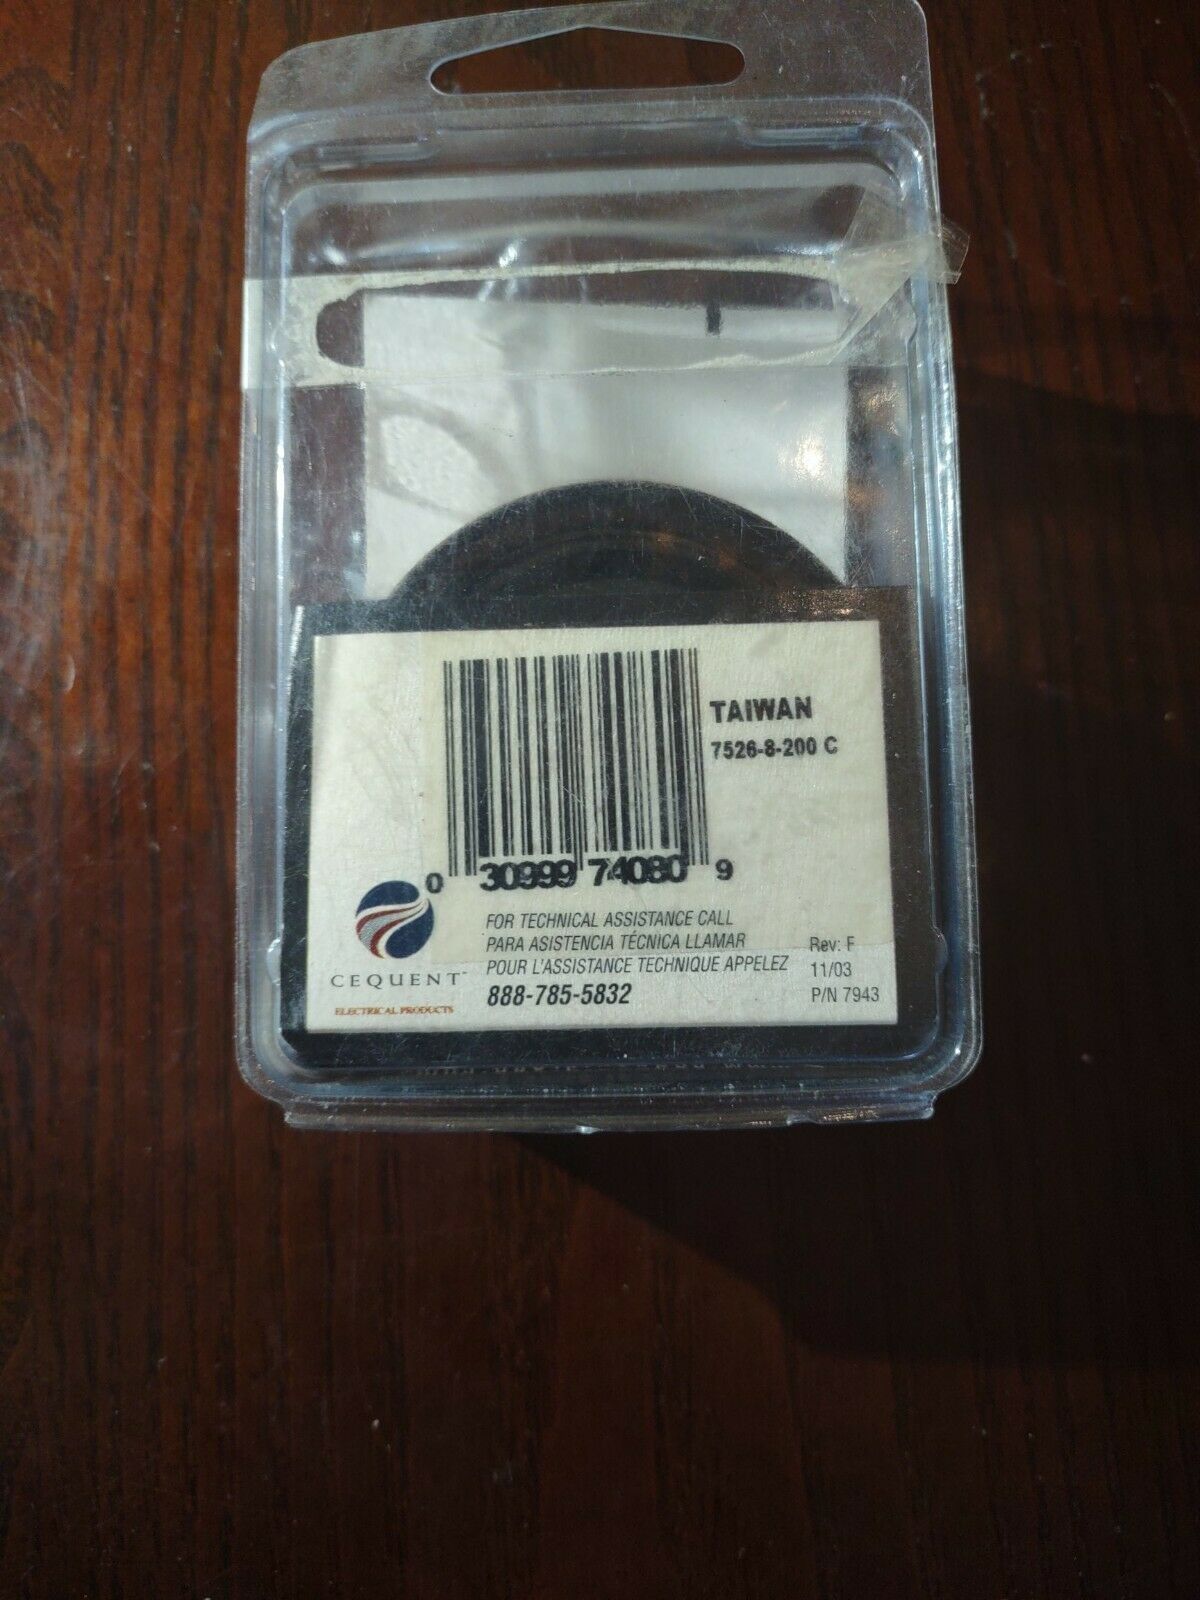 TAIWAN
7526-8-200 C
0 30999 74080 9
CEQUENT™
ELECTRICAL PRODUCTS
FOR TECHNICAL ASSISTANCE CALL
PARA ASISTENCIA TÉCNICA LLAMAR
POUR L'ASSISTANCE TECHNIQUE APPELEZ
888-785-5832
Rev: F
11/03
P/N 7943